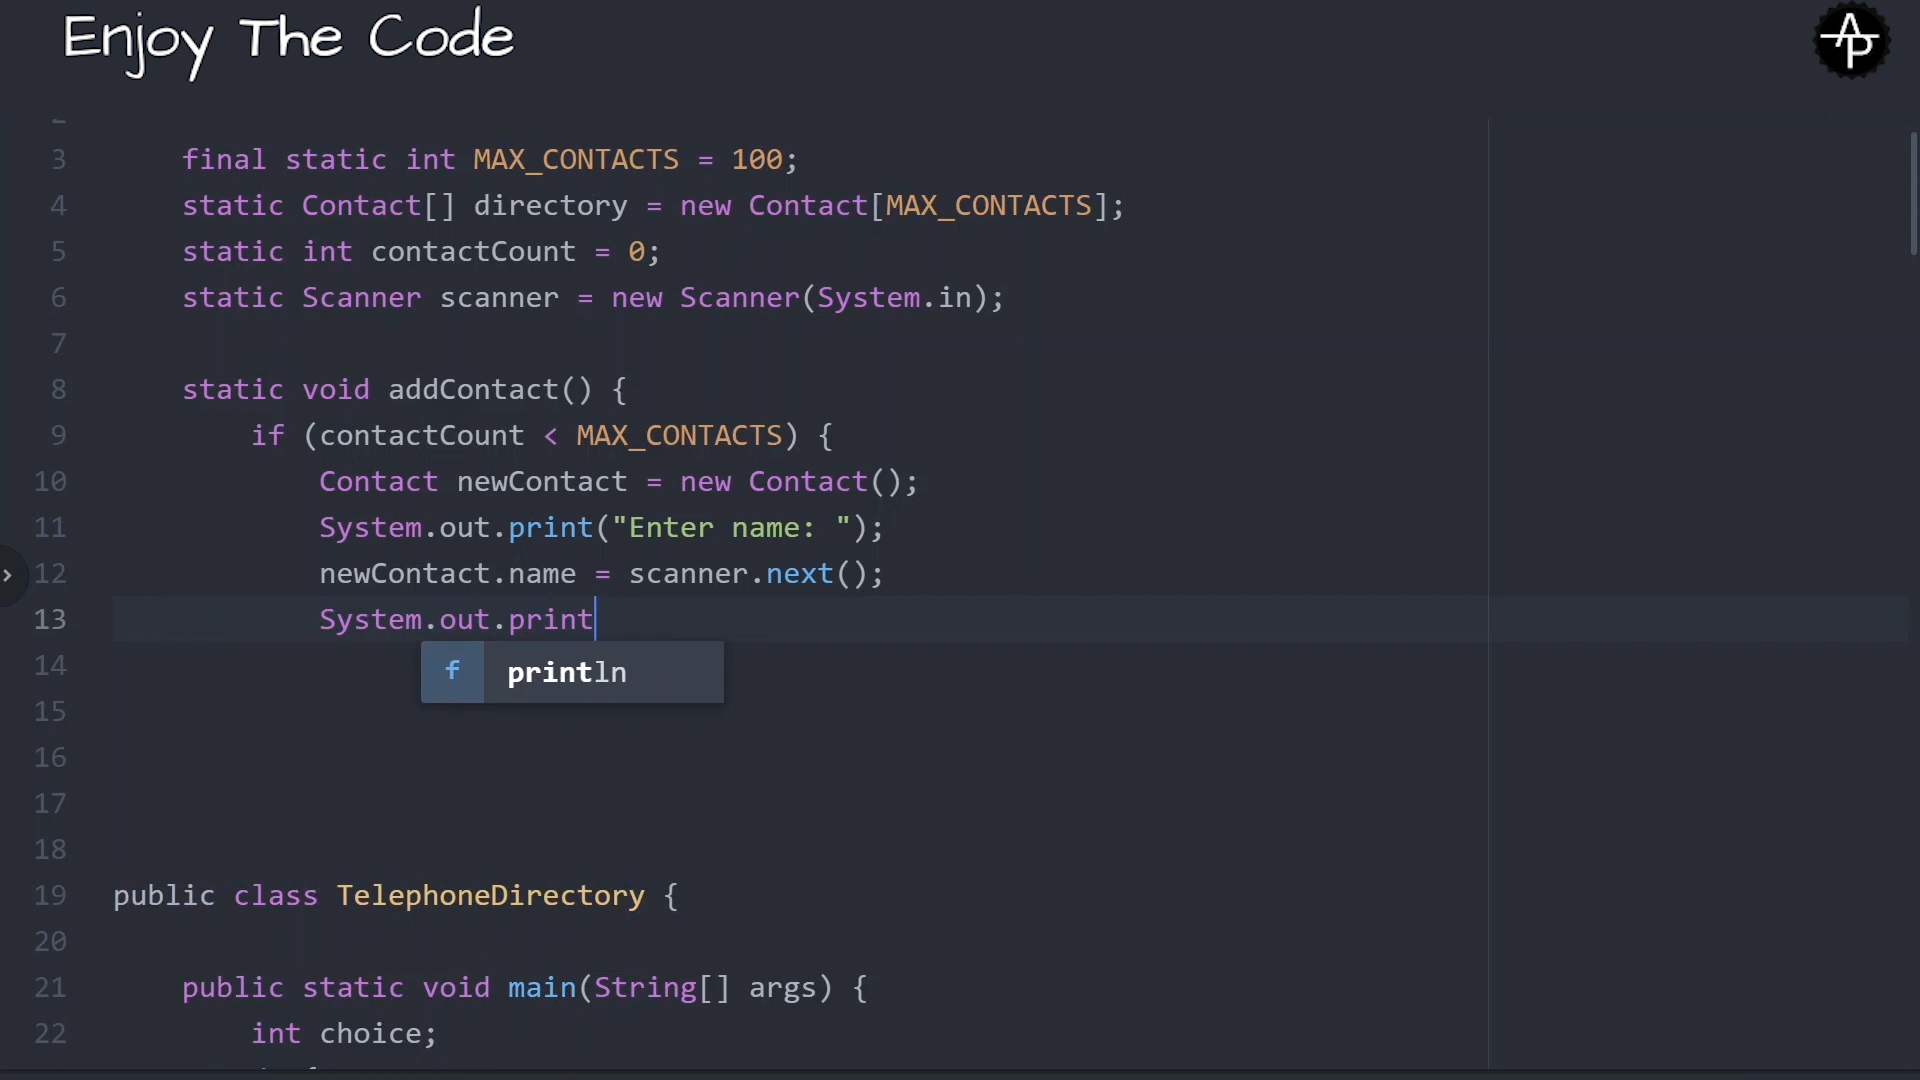 Enjoy The Code
AP
3 final static int MAX_CONTACTS = 100;
4 static Contact[] directory = new Contact[MAX_CONTACTS];
5 static int contactCount = 0;
6 static Scanner scanner = new Scanner(System.in);
7
8 static void addContact() {
9 if (contactCount < MAX_CONTACTS) {
10 Contact newContact = new Contact();
11 System.out.print("Enter name: ");
12 newContact.name = scanner.next();
13 System.out.print
f println
14
15
16
17
18
19 public class TelephoneDirectory {
20
21 public static void main(String[] args) {
22 int choice;